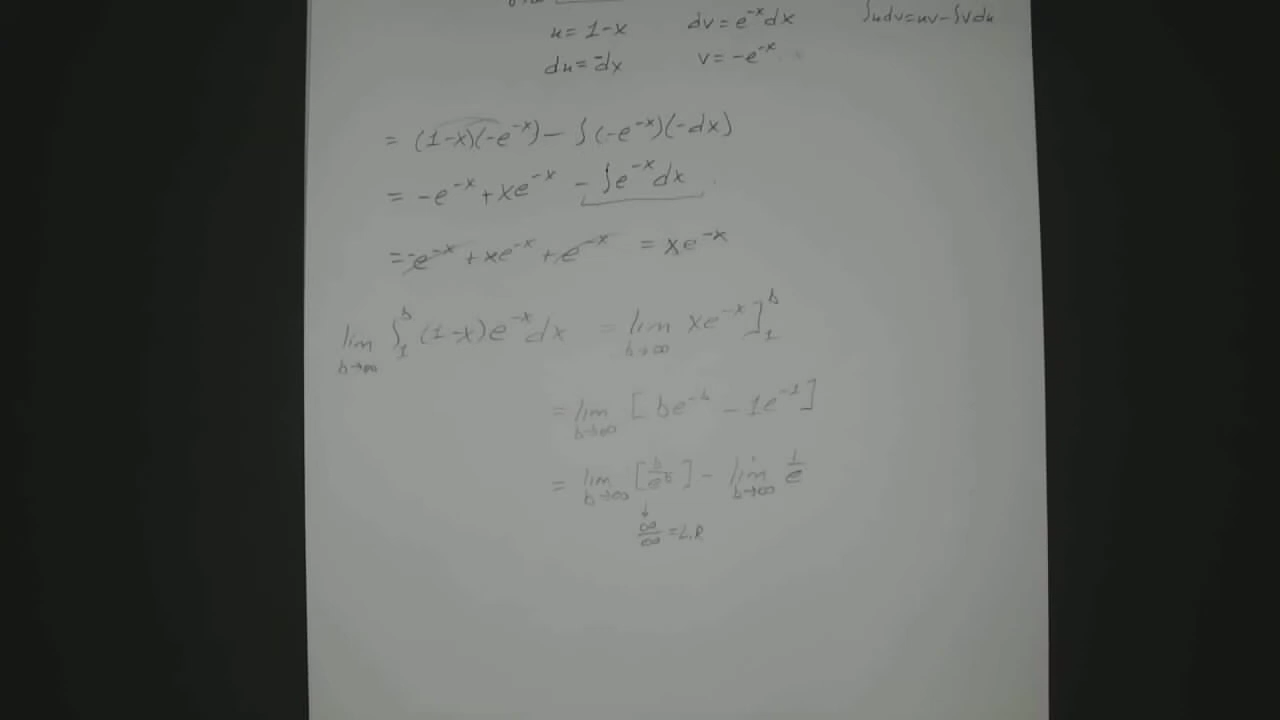 u = 1-x    dv = e^{-x}dx    ∫udv=uv-∫vdu
du = -dx    v = -e^{-x}
= (1-x)(-e^{-x}) - ∫(-e^{-x})(-dx)
= -e^{-x} + xe^{-x} - ∫e^{-x}dx
= -e^{-x} + xe^{-x} + e^{-x} = xe^{-x}
lim b→∞ ∫_1^b (1-x)e^{-x}dx = lim b→∞ xe^{-x}]_1^b
= lim b→∞ [be^{-b} - 1e^{-1}]
= lim b→∞ [b/e^b] - lim b→∞ 1/e
↓
∞/∞ = L.R